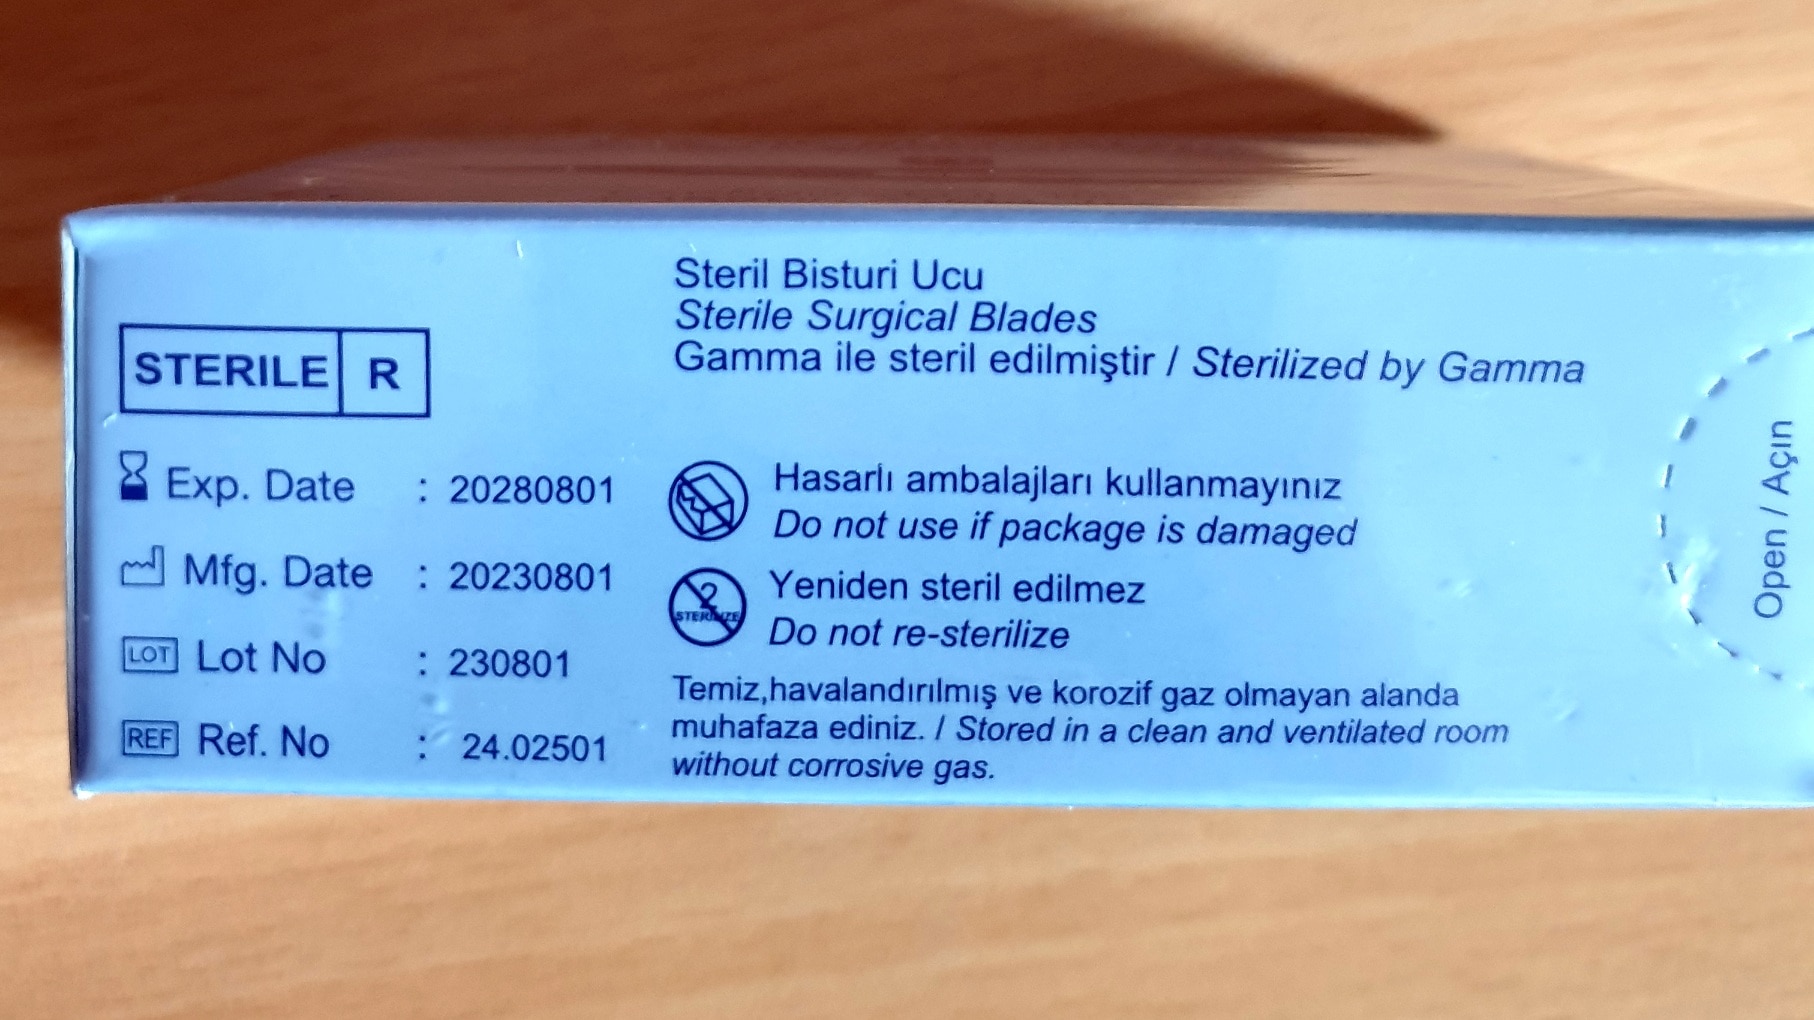 STERILE R
Exp. Date : 20280801
Mfg. Date : 20230801
LOT Lot No : 230801
REF Ref. No : 24.02501
Steril Bisturi Ucu
Sterile Surgical Blades
Gamma ile steril edilmiştir / Sterilized by Gamma
Hasarlı ambalajları kullanmayınız
Do not use if package is damaged
2
STERILIZE
Yeniden steril edilmez
Do not re-sterilize
Temiz,havalandırılmış ve korozif gaz olmayan alanda
muhafaza ediniz. / Stored in a clean and ventilated room
without corrosive gas.
Open / Açın